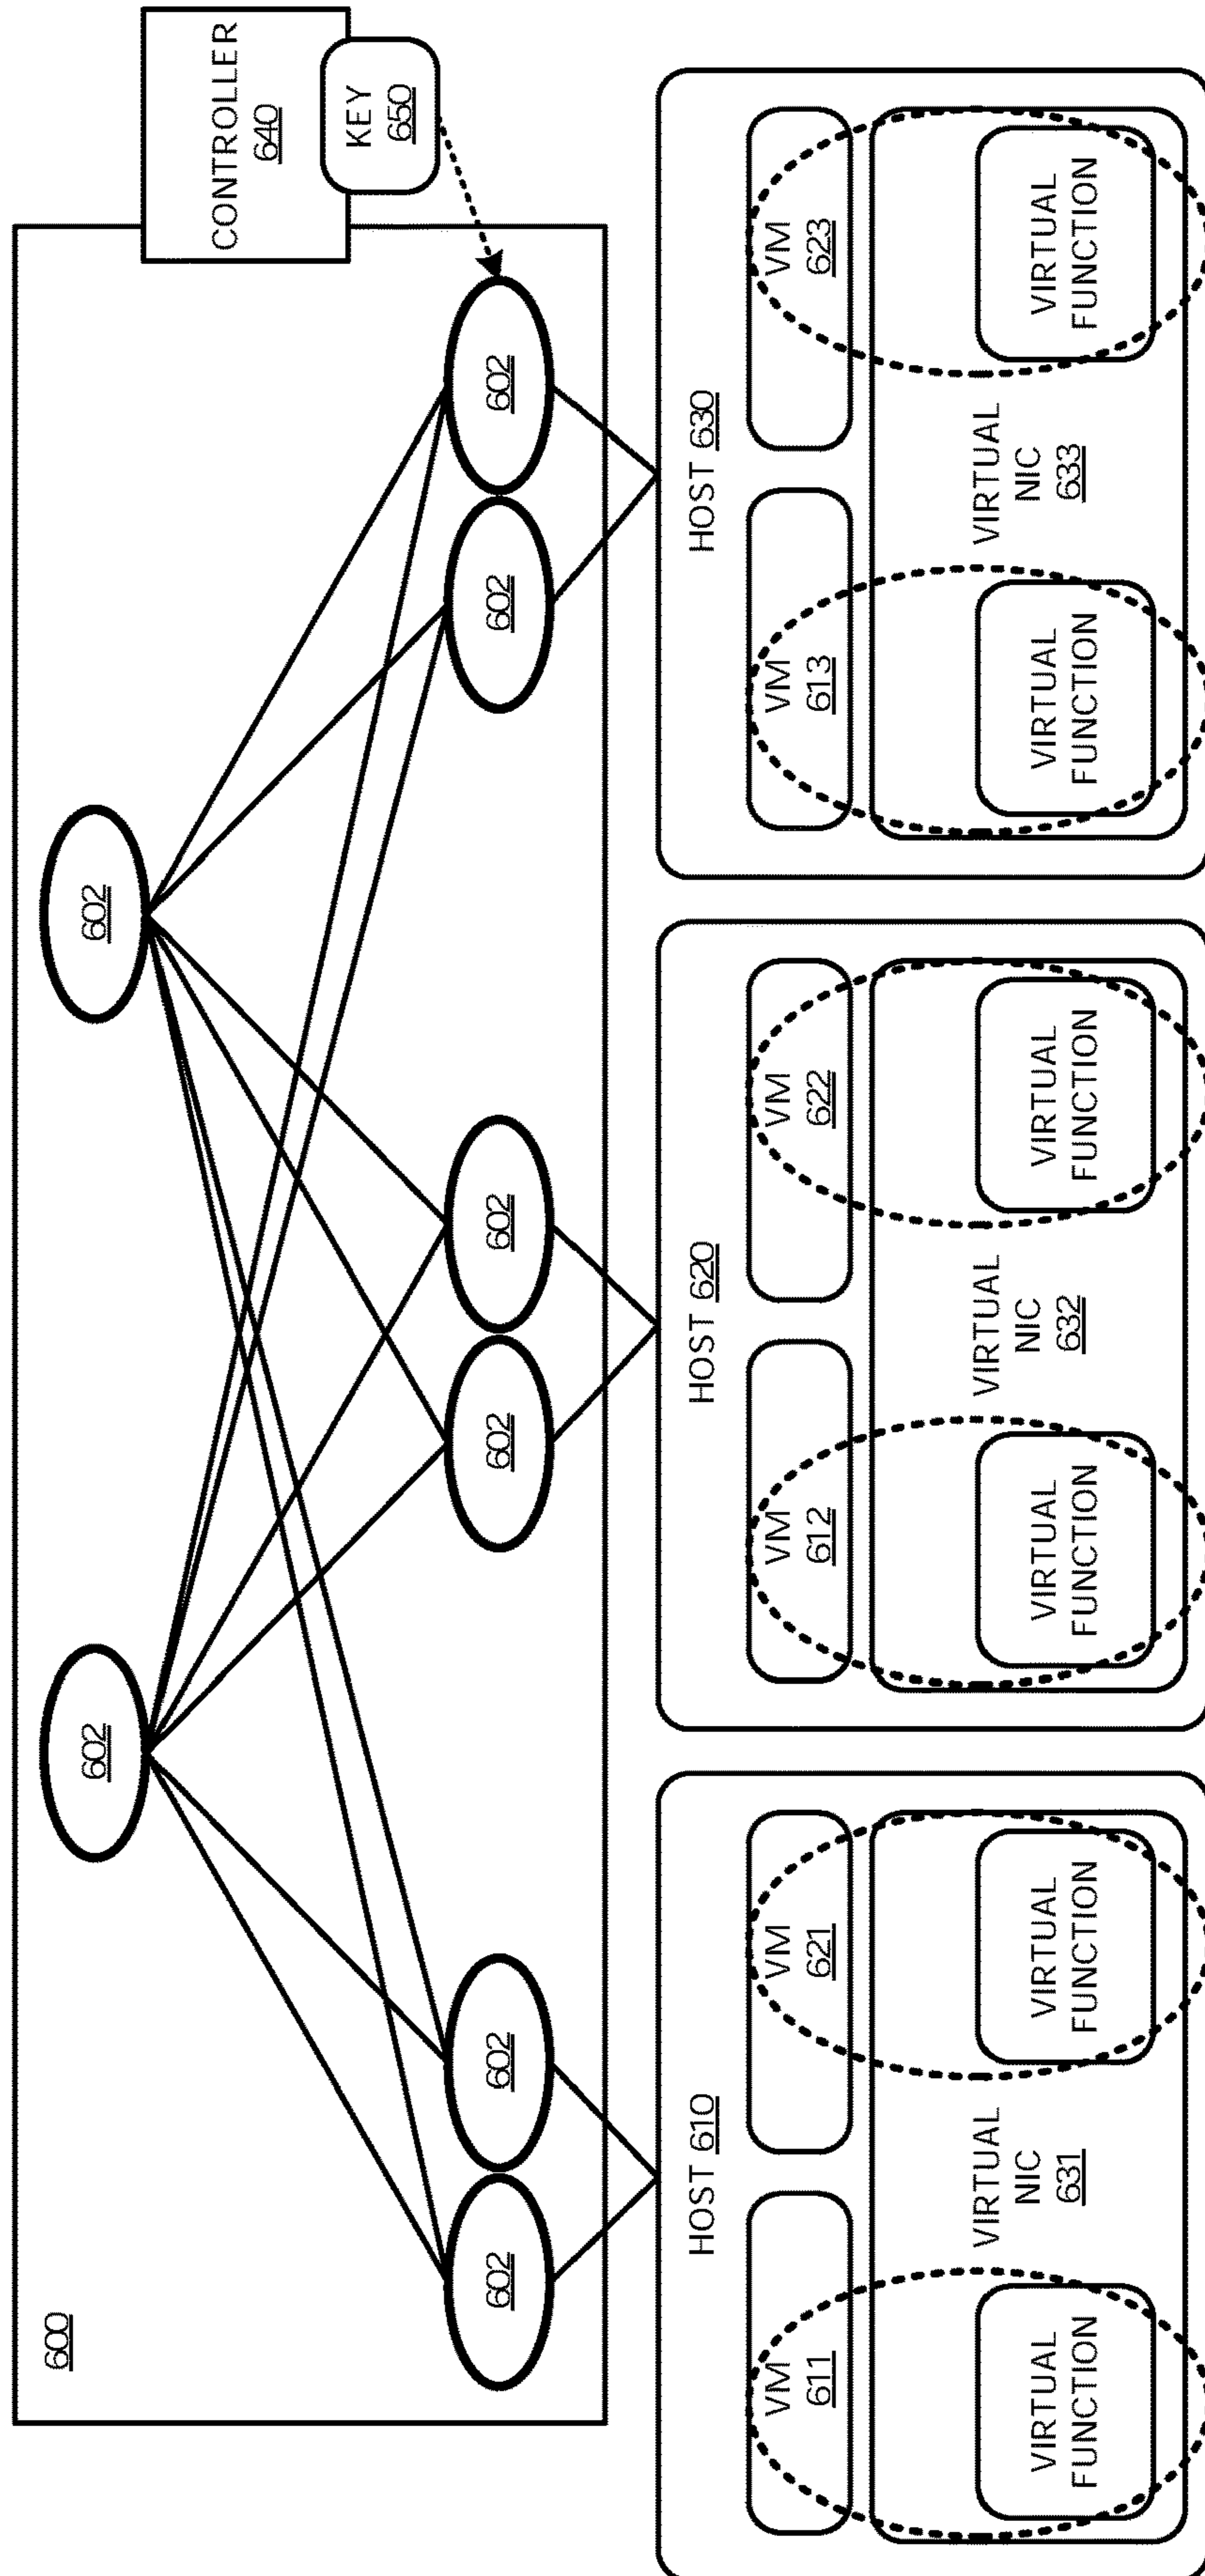 600
602
602
CONTROLLER
640
KEY
650
602
602
602
602
602
602
HOST 610
VM
611
VM
621
VIRTUAL
FUNCTION
VIRTUAL
NIC
631
VIRTUAL
FUNCTION
HOST 620
VM
612
VM
622
VIRTUAL
FUNCTION
VIRTUAL
NIC
632
VIRTUAL
FUNCTION
HOST 630
VM
613
VM
623
VIRTUAL
FUNCTION
VIRTUAL
NIC
633
VIRTUAL
FUNCTION